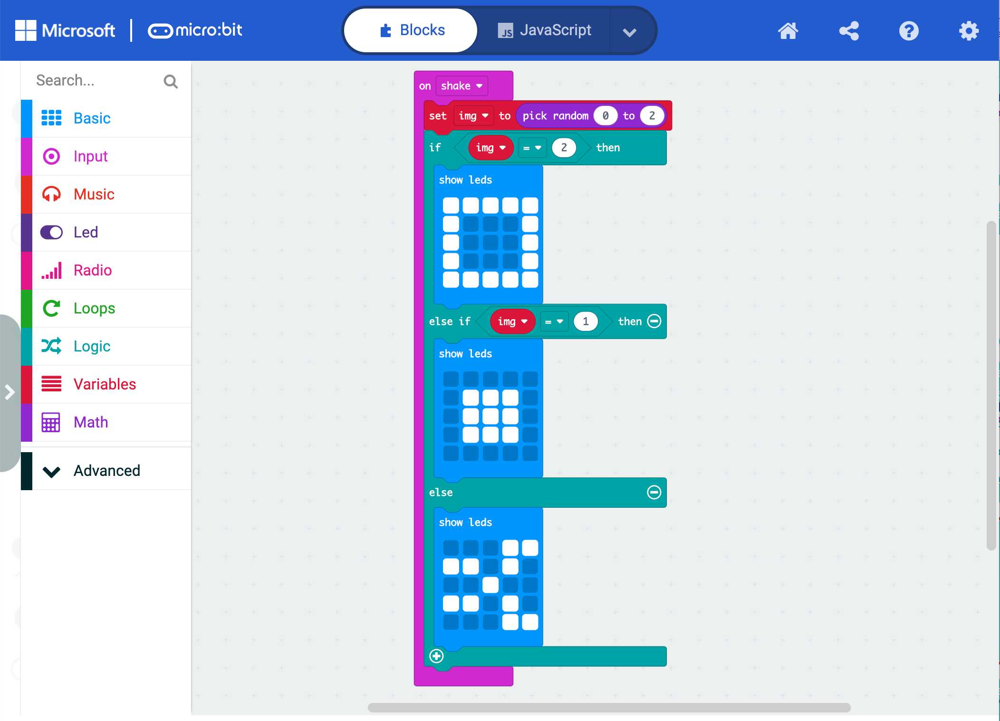 Microsoft | micro:bit
Blocks
JS JavaScript
Search...
Basic
Input
Music
Led
Radio
Loops
Logic
Variables
Math
Advanced
on shake
set img to pick random 0 to 2
if img = 2 then
show leds
else if img = 1 then
show leds
else
show leds